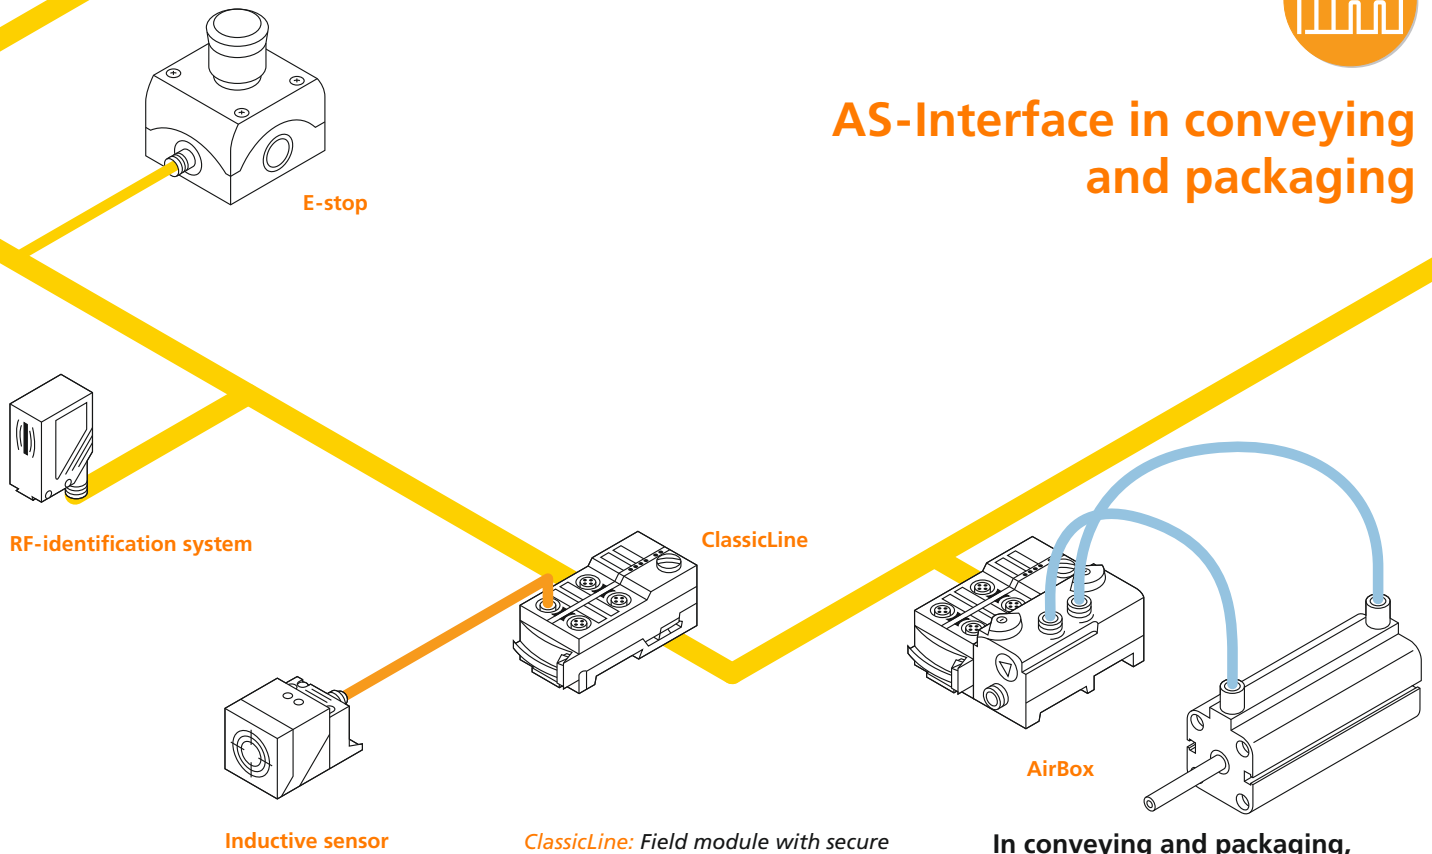 AS-Interface in conveying
and packaging
E-stop
RF-identification system
ClassicLine
AirBox
Inductive sensor
ClassicLine: Field module with secure
In conveying and packaging,